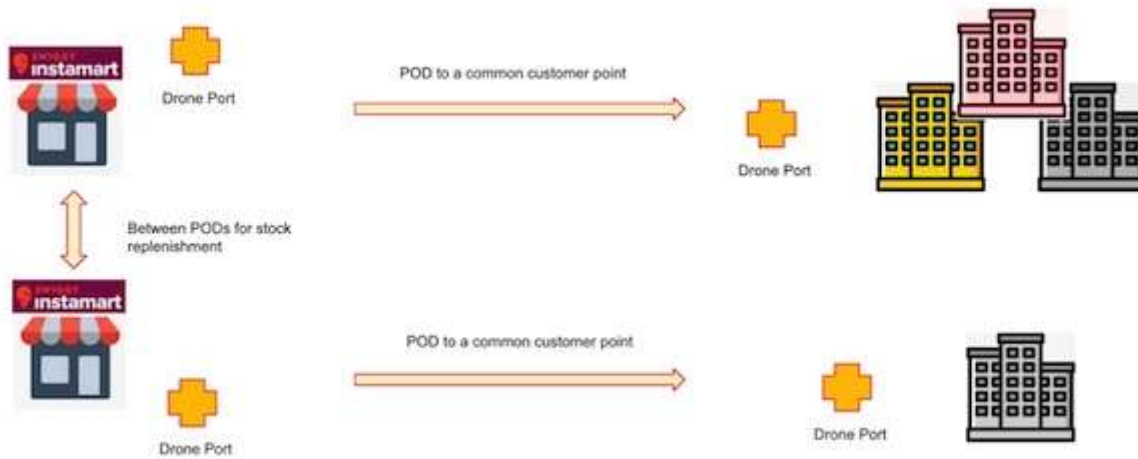 SWIGGY
instamart
Drone Port
POD to a common customer point
Drone Port
Between PODs for stock
replenishment
SWIGGY
instamart
Drone Port
POD to a common customer point
Drone Port